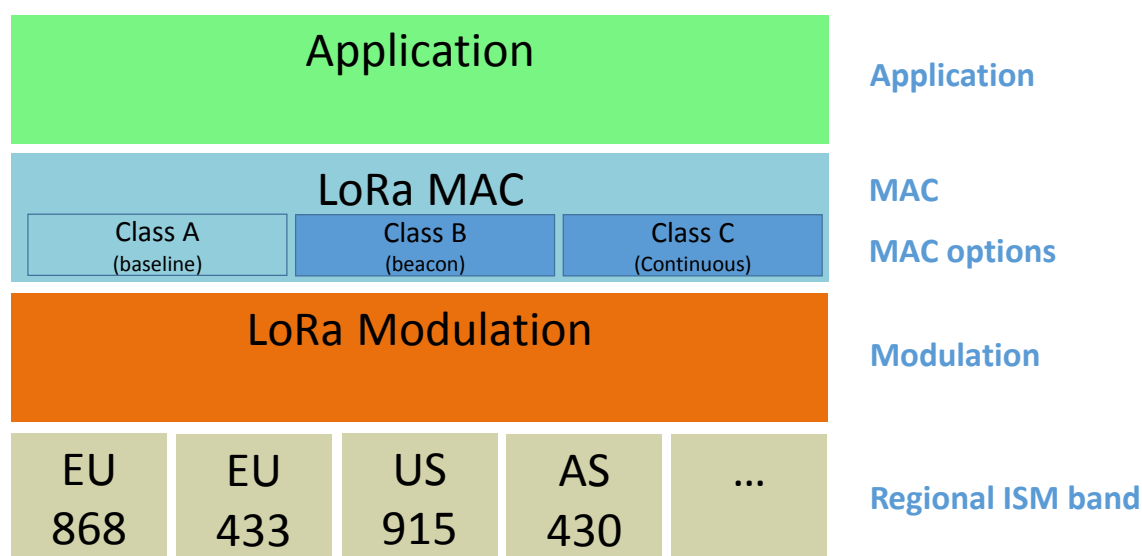 Application
Application
LoRa MAC
MAC
Class A
(baseline)
Class B
(beacon)
Class C
(Continuous)
MAC options
LoRa Modulation
Modulation
EU
868
EU
433
US
915
AS
430
…
Regional ISM band